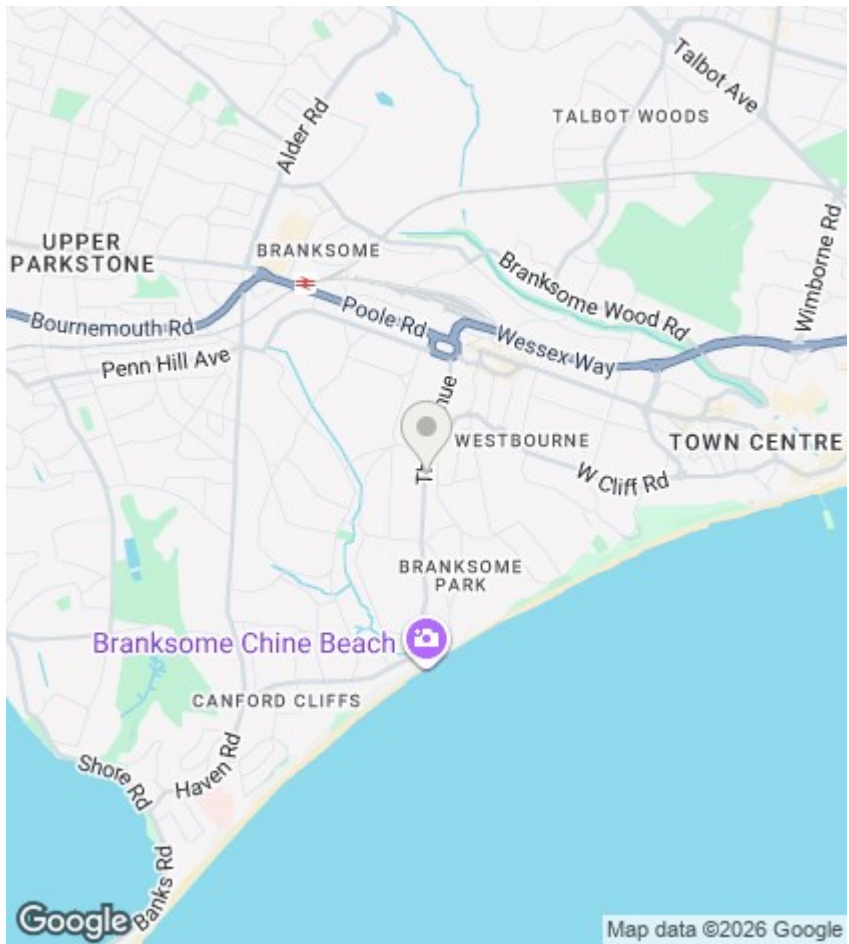 Talbot Ave
TALBOT WOODS
Alder Rd
UPPER
PARKSTONE
BRANKSOME
Branksome Wood Rd
Wimborne Rd
Bournemouth Rd
Poole Rd
Wessex Way
Penn Hill Ave
WESTBOURNE
TOWN CENTRE
W Cliff Rd
BRANKSOME
PARK
Branksome Chine Beach
CANFORD CLIFFS
Shore Rd
Haven Rd
Banks Rd
Google
Map data ©2026 Google